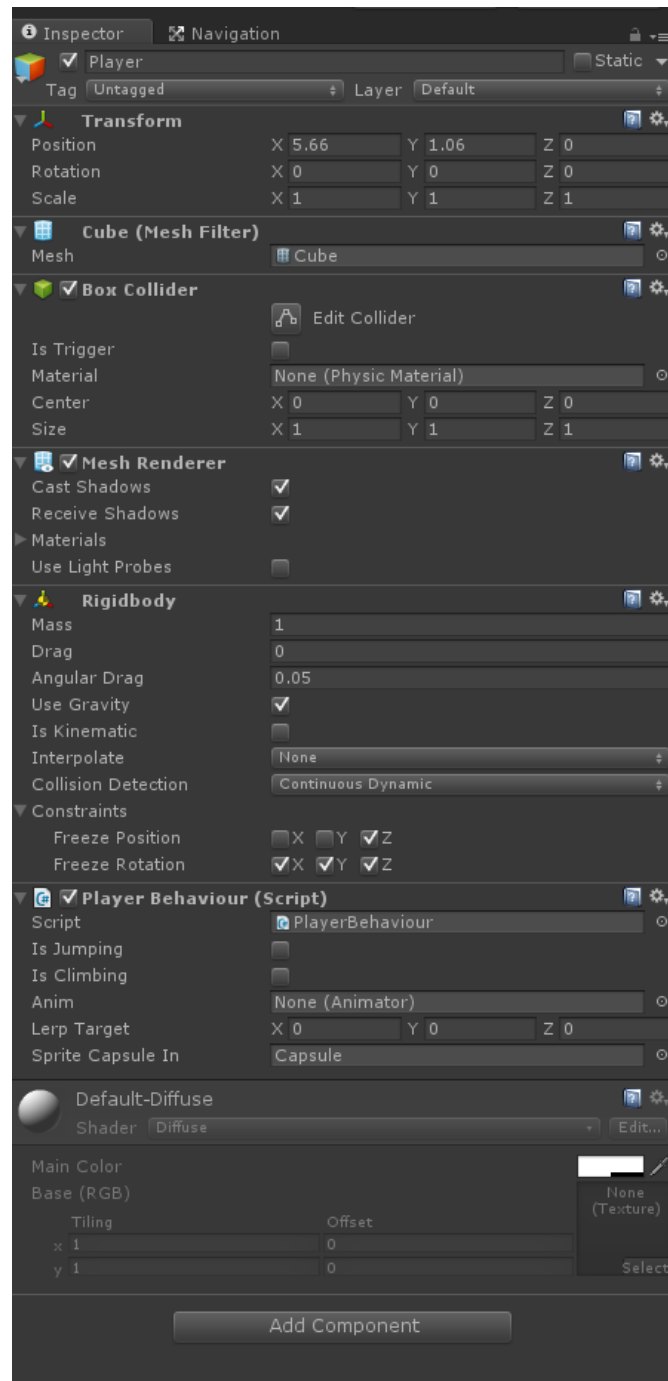 Inspector Navigation
Player Static
Tag Untagged Layer Default
Transform
Position X 5.66 Y 1.06 Z 0
Rotation X 0 Y 0 Z 0
Scale X 1 Y 1 Z 1
Cube (Mesh Filter)
Mesh Cube
Box Collider
Edit Collider
Is Trigger
Material None (Physic Material)
Center X 0 Y 0 Z 0
Size X 1 Y 1 Z 1
Mesh Renderer
Cast Shadows
Receive Shadows
Materials
Use Light Probes
Rigidbody
Mass 1
Drag 0
Angular Drag 0.05
Use Gravity
Is Kinematic
Interpolate None
Collision Detection Continuous Dynamic
Constraints
Freeze Position X Y Z
Freeze Rotation X Y Z
Player Behaviour (Script)
Script PlayerBehaviour
Is Jumping
Is Climbing
Anim None (Animator)
Lerp Target X 0 Y 0 Z 0
Sprite Capsule In Capsule
Default-Diffuse
Shader Diffuse Edit...
Main Color
Base (RGB) None
(Texture)
Tiling Offset
x 1 0
y 1 0 Select
Add Component